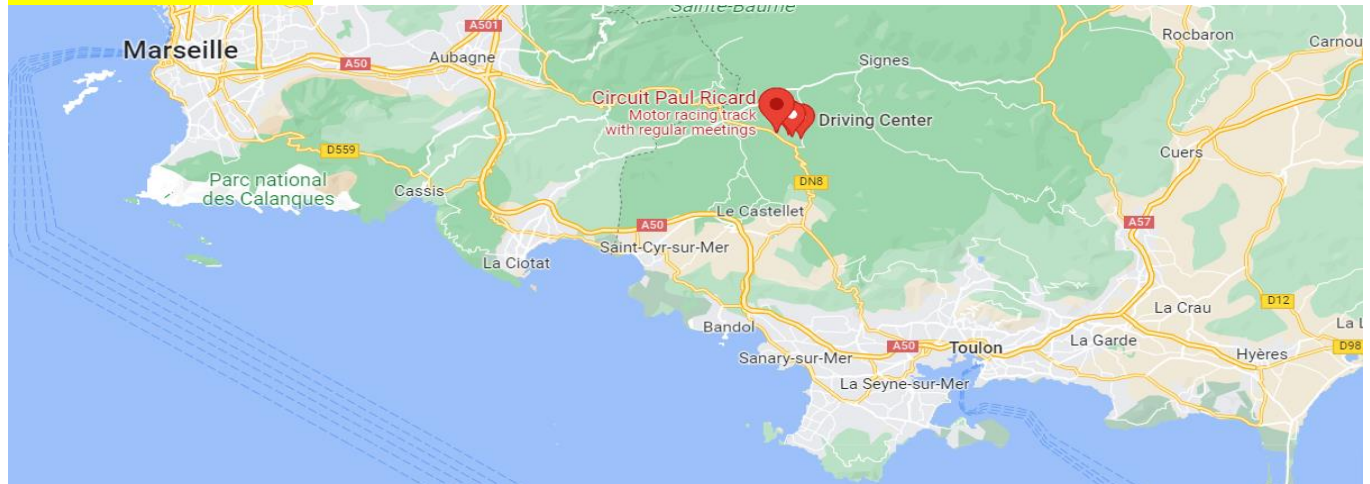 Sainte-Baume
Rocbaron
Carnou
Marseille
A501
Aubagne
A50
Signes
Circuit Paul Ricard
Motor racing track
with regular meetings
Driving Center
D559
Cuers
Parc national
des Calanques
Cassis
DN8
Le Castellet
A50
A57
Saint-Cyr-sur-Mer
La Ciotat
D12
La Crau
Bandol
La L
A50
Toulon
La Garde
D98
Sanary-sur-Mer
Hyères
La Seyne-sur-Mer